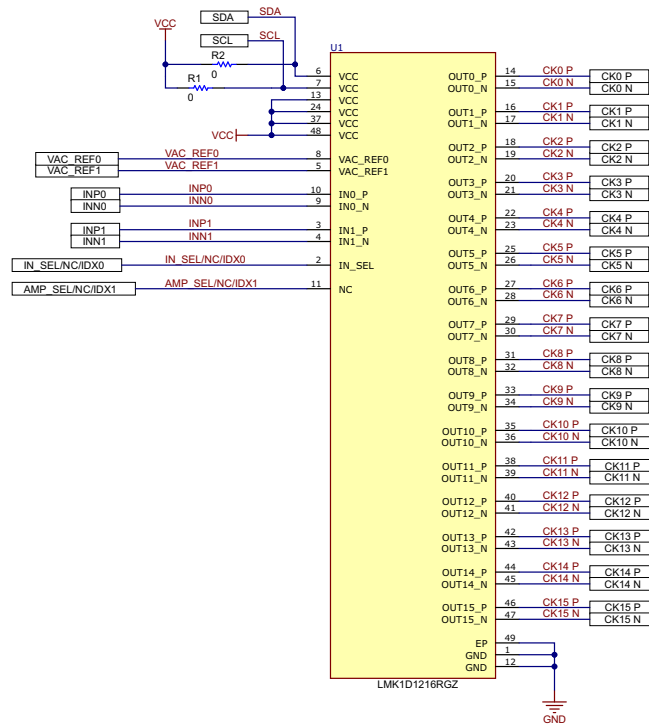 SDA SDA
VCC SCL SCL
U1
R2
0
R1
0
6 VCC OUT0_P 14 CK0 P CK0 P
7 VCC OUT0_N 15 CK0 N CK0 N
13 VCC
24 VCC OUT1_P 16 CK1 P CK1 P
37 VCC OUT1_N 17 CK1 N CK1 N
VCC 48 VCC
OUT2_P 18 CK2 P CK2 P
VAC_REF0 VAC_REF0 8 VAC_REF0 OUT2_N 19 CK2 N CK2 N
VAC_REF1 VAC_REF1 5 VAC_REF1
OUT3_P 20 CK3 P CK3 P
INP0 INP0 10 IN0_P OUT3_N 21 CK3 N CK3 N
INN0 INN0 9 IN0_N
OUT4_P 22 CK4 P CK4 P
INP1 INP1 3 IN1_P OUT4_N 23 CK4 N CK4 N
INN1 INN1 4 IN1_N
OUT5_P 25 CK5 P CK5 P
IN_SEL/NC/IDX0 IN_SEL/NC/IDX0 2 IN_SEL OUT5_N 26 CK5 N CK5 N
AMP_SEL/NC/IDX1 AMP_SEL/NC/IDX1 11 NC OUT6_P 27 CK6 P CK6 P
OUT6_N 28 CK6 N CK6 N
OUT7_P 29 CK7 P CK7 P
OUT7_N 30 CK7 N CK7 N
OUT8_P 31 CK8 P CK8 P
OUT8_N 32 CK8 N CK8 N
OUT9_P 33 CK9 P CK9 P
OUT9_N 34 CK9 N CK9 N
OUT10_P 35 CK10 P CK10 P
OUT10_N 36 CK10 N CK10 N
OUT11_P 38 CK11 P CK11 P
OUT11_N 39 CK11 N CK11 N
OUT12_P 40 CK12 P CK12 P
OUT12_N 41 CK12 N CK12 N
OUT13_P 42 CK13 P CK13 P
OUT13_N 43 CK13 N CK13 N
OUT14_P 44 CK14 P CK14 P
OUT14_N 45 CK14 N CK14 N
OUT15_P 46 CK15 P CK15 P
OUT15_N 47 CK15 N CK15 N
EP 49
GND 1
GND 12
LMK1D1216RGZ
GND